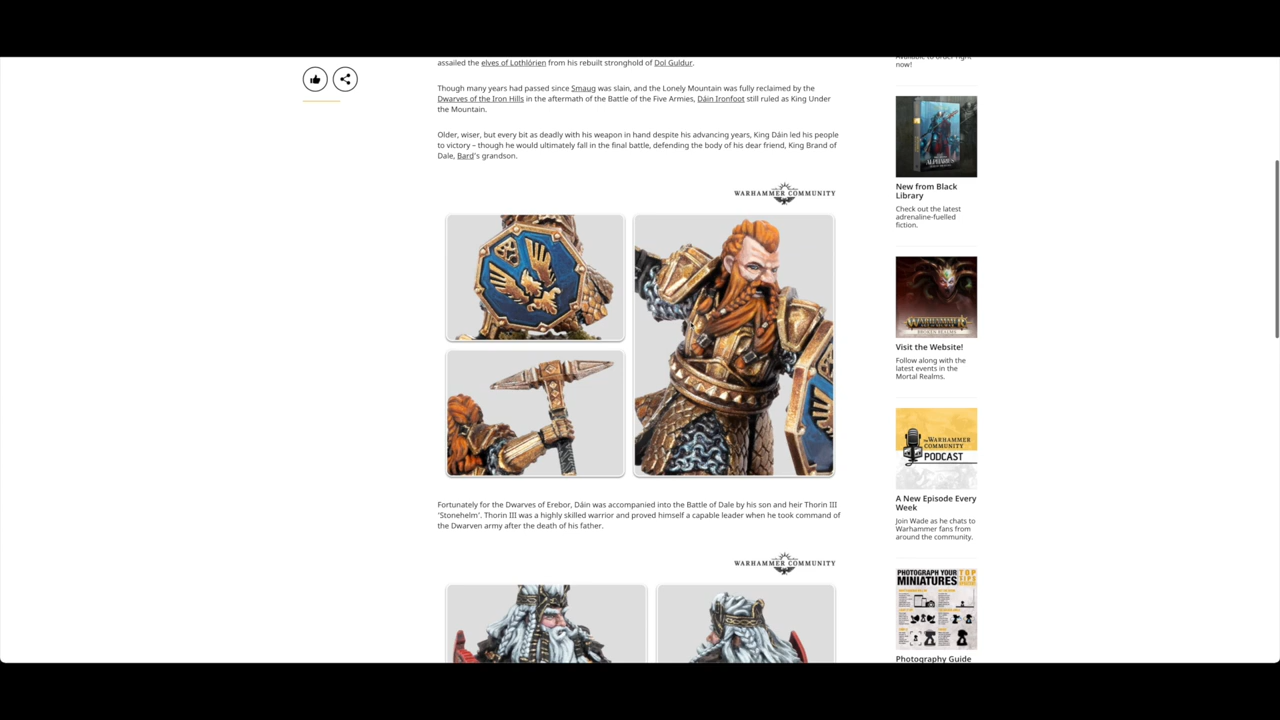 assailed the elves of Lothlórien from his rebuilt stronghold of Dol Guldur.
Though many years had passed since Smaug was slain, and the Lonely Mountain was fully reclaimed by the
Dwarves of the Iron Hills in the aftermath of the Battle of the Five Armies, Dáin Ironfoot still ruled as King Under
the Mountain.
Older, wiser, but every bit as deadly with his weapon in hand despite his advancing years, King Dáin led his people
to victory – though he would ultimately fall in the final battle, defending the body of his dear friend, King Brand of
Dale, Bard's grandson.
WARHAMMER COMMUNITY
Fortunately for the Dwarves of Erebor, Dáin was accompanied into the Battle of Dale by his son and heir Thorin III
'Stonehelm'. Thorin III was a highly skilled warrior and proved himself a capable leader when he took command of
the Dwarven army after the death of his father.
WARHAMMER COMMUNITY
now!
ALPHARIUS
New from Black
Library
Check out the latest
adrenaline-fuelled
fiction.
WARHAMMER
Visit the Website!
Follow along with the
latest events in the
Mortal Realms.
THE WARHAMMER
COMMUNITY
PODCAST
A New Episode Every
Week
Join Wade as he chats to
Warhammer fans from
around the community.
PHOTOGRAPH YOUR
MINIATURES
TOP
TIPS
Photography Guide